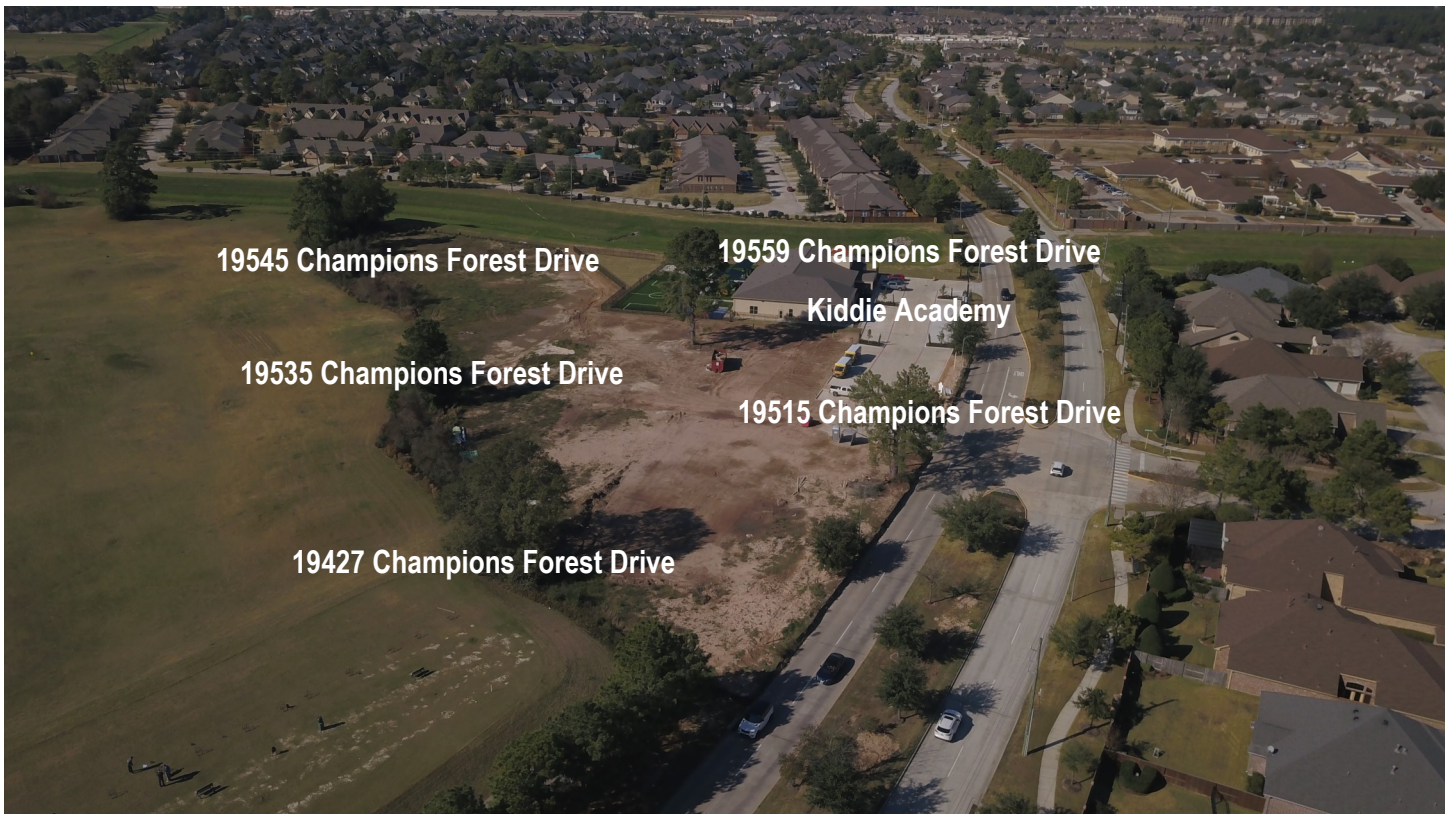 19545 Champions Forest Drive
19559 Champions Forest Drive
Kiddie Academy
19535 Champions Forest Drive
19515 Champions Forest Drive
19427 Champions Forest Drive